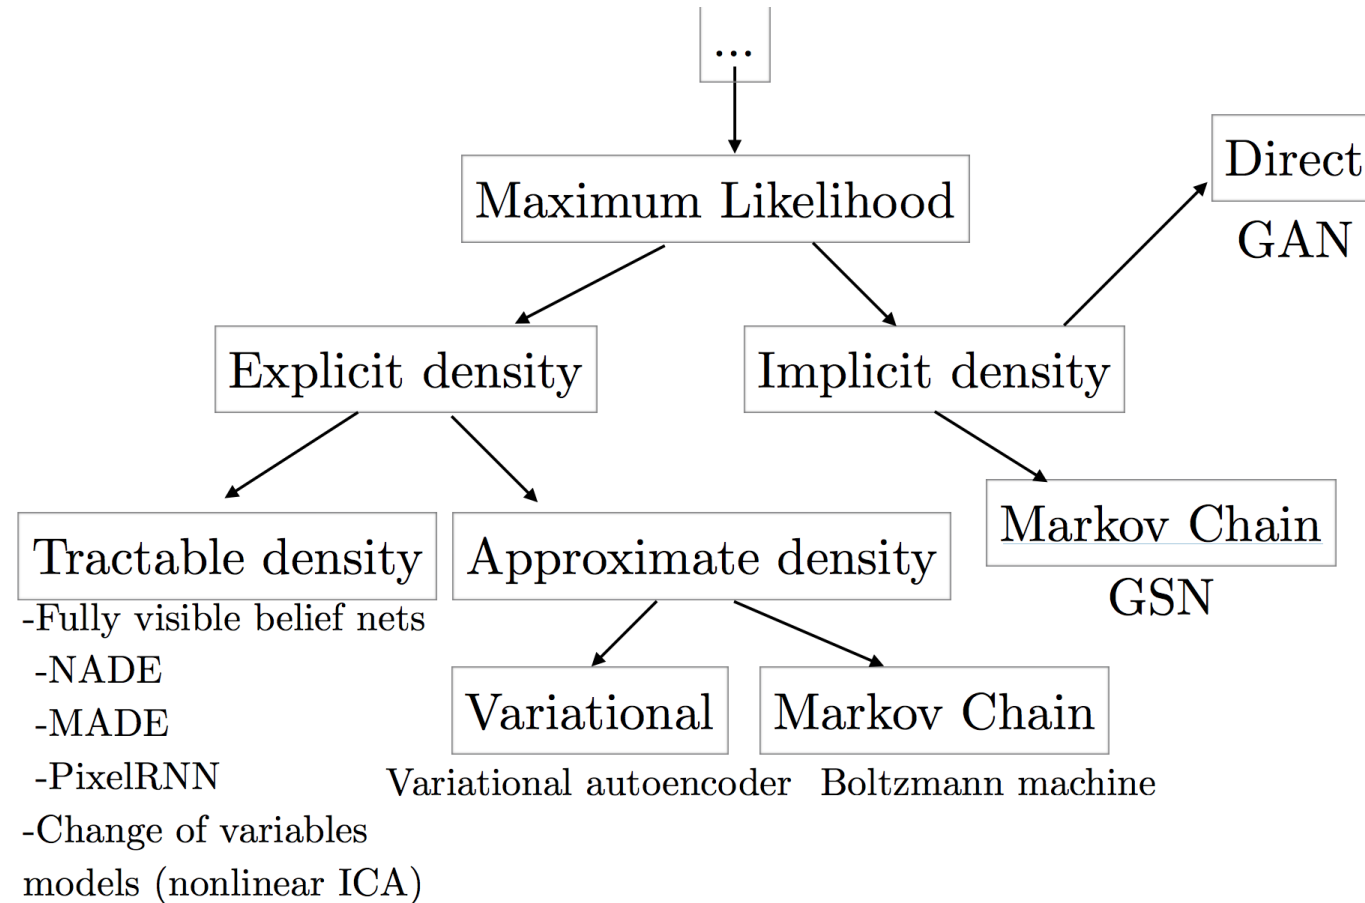 ...
Maximum Likelihood
Direct
GAN
Explicit density
Implicit density
Markov Chain
GSN
Tractable density
-Fully visible belief nets
-NADE
-MADE
-PixelRNN
-Change of variables
models (nonlinear ICA)
Approximate density
Variational
Variational autoencoder
Markov Chain
Boltzmann machine